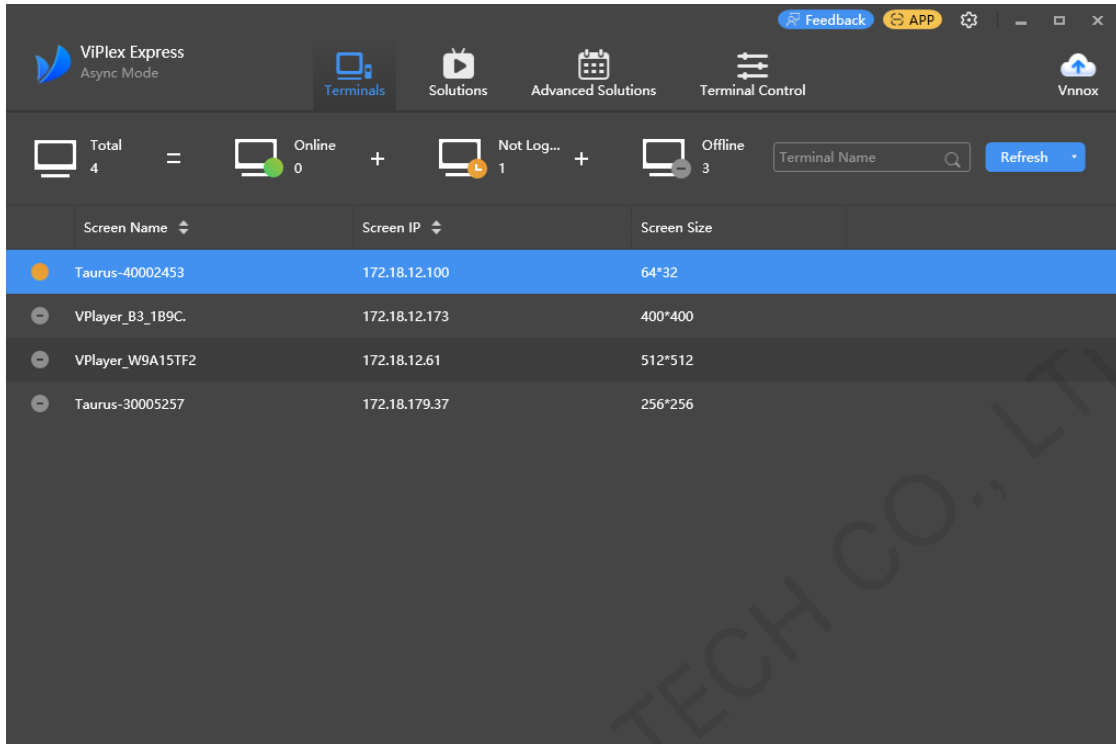 Feedback APP
ViPlex Express
Async Mode
Terminals Solutions Advanced Solutions Terminal Control Vnnox
Total 4 = Online 0 + Not Log... 1 + Offline 3 Terminal Name Refresh
Screen Name Screen IP Screen Size
Taurus-40002453 172.18.12.100 64*32
VPlayer_B3_1B9C. 172.18.12.173 400*400
VPlayer_W9A15TF2 172.18.12.61 512*512
Taurus-30005257 172.18.179.37 256*256
TECH CO., LT